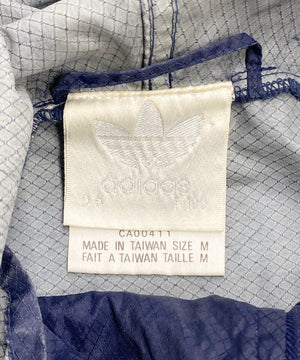 adidas
CA00411
MADE IN TAIWAN SIZE M
FAIT A TAIWAN TAILLE M